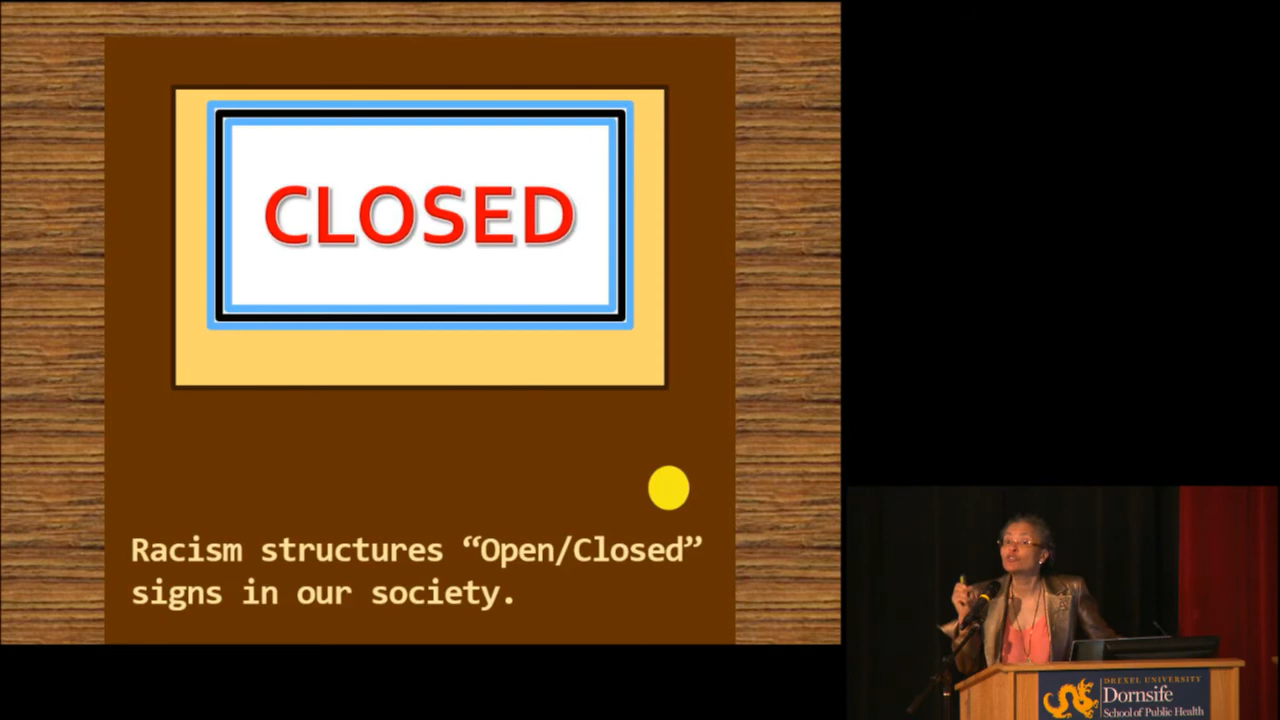 CLOSED
Racism structures “Open/Closed”
signs in our society.
DREXEL UNIVERSITY
Dornsife
School of Public Health